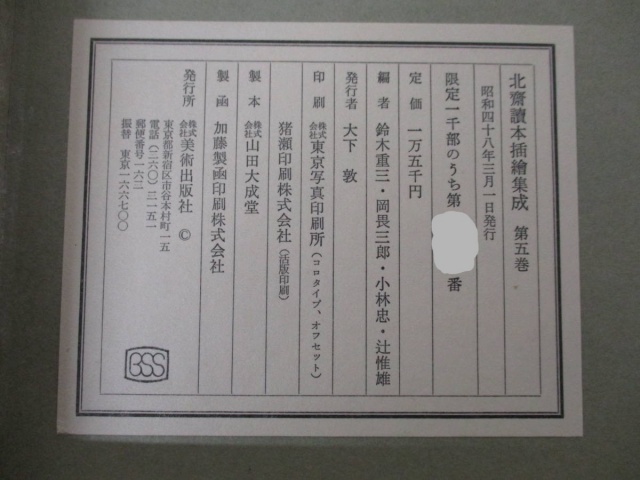 北齋讀本插繪集成　第五巻
昭和四十八年三月一日発行
限定一千部のうち第　番
定価　一万五千円
編者　鈴木重三・岡畏三郎・小林忠・辻惟雄
発行者　大下敦
印刷　株式会社東京写真印刷所（コロタイプ、オフセット）
猪瀬印刷株式会社（活版印刷）
製本　株式会社山田大成堂
製函　加藤製函印刷株式会社
発行所　株式会社美術出版社　©
東京都新宿区市谷本村町一五
電話（二六〇）二一五一
郵便番号一六二
振替　東京一六六七〇〇
BSS